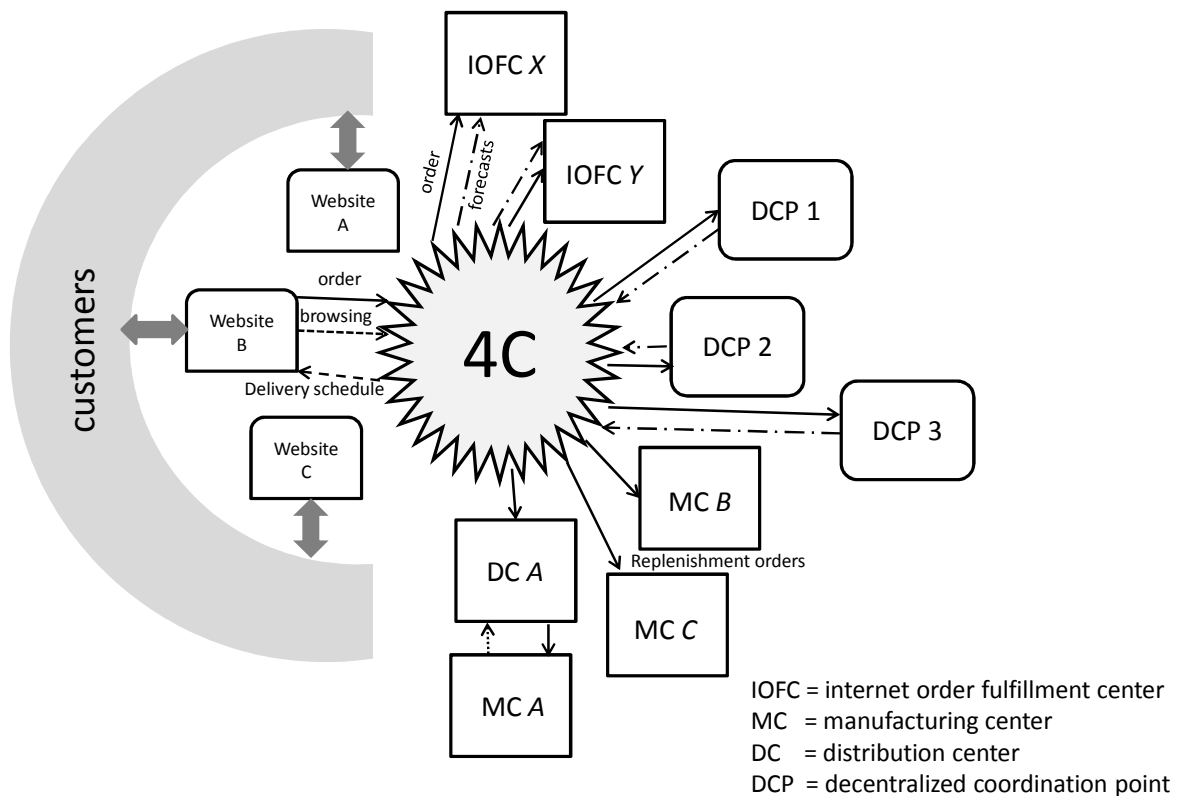 IOFC X
IOFC Y
order
forecasts
DCP 1
Website
A
customers
order
Website
B
browsing
4C
DCP 2
Delivery schedule
Website
C
DCP 3
MC B
Replenishment orders
DC A
MC C
MC A
IOFC = internet order fulfillment center
MC = manufacturing center
DC = distribution center
DCP = decentralized coordination point